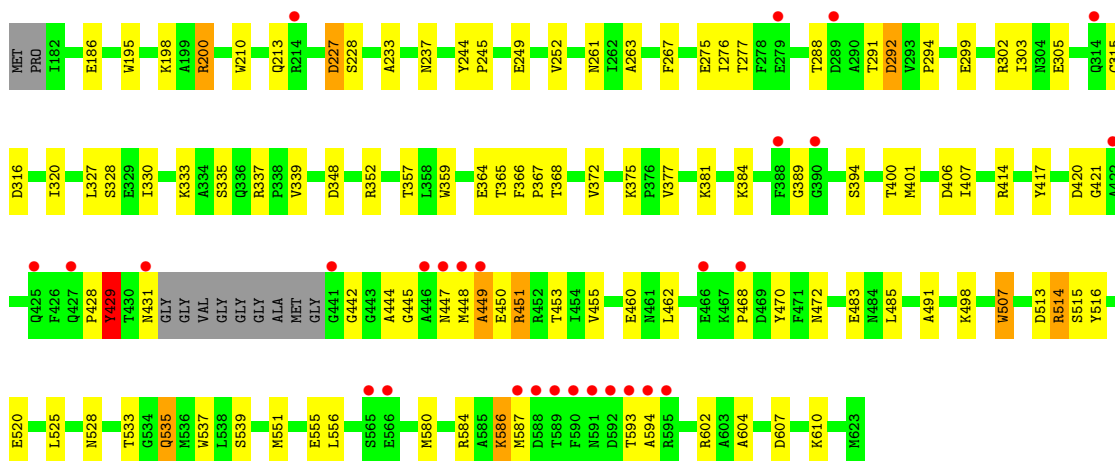 MET PRO I182 E186 W195 K198 A199 R200 W210 Q213 R214 D227 S228 A233 N237 Y244 P245 E249 V252 N261 I262 A263 F267 E275 I276 T277 F278 E279 T288 D289 A290 T291 D292 V293 P294 E299 R302 I303 N304 E305 Q314 G315
D316 I320 L327 S328 E329 I330 K333 A334 S335 Q336 R337 P338 V339 D348 R352 T357 L358 W359 E364 T365 F366 P367 T368 V372 K375 P376 V377 K381 K384 F388 G389 G390 S394 T400 M401 D406 I407 R414 Y417 D420 G421 A422
Q425 F426 Q427 P428 Y429 T430 N431 GLY GLY VAL GLY GLY GLY ALA MET GLY G441 G442 G443 A444 G445 A446 N447 M448 A449 E450 R451 R452 T453 I454 V455 E460 N461 L462 E466 K467 P468 D469 Y470 F471 N472 E483 N484 L485 A491 K498 W507 D513 R514 S515 Y516
E520 L525 N528 T533 G534 Q535 M536 W537 L538 S539 M551 E555 L556 S565 E566 M580 R584 A585 K586 M587 D588 T589 F590 N591 D592 T593 A594 R595 R602 A603 A604 D607 K610 M623